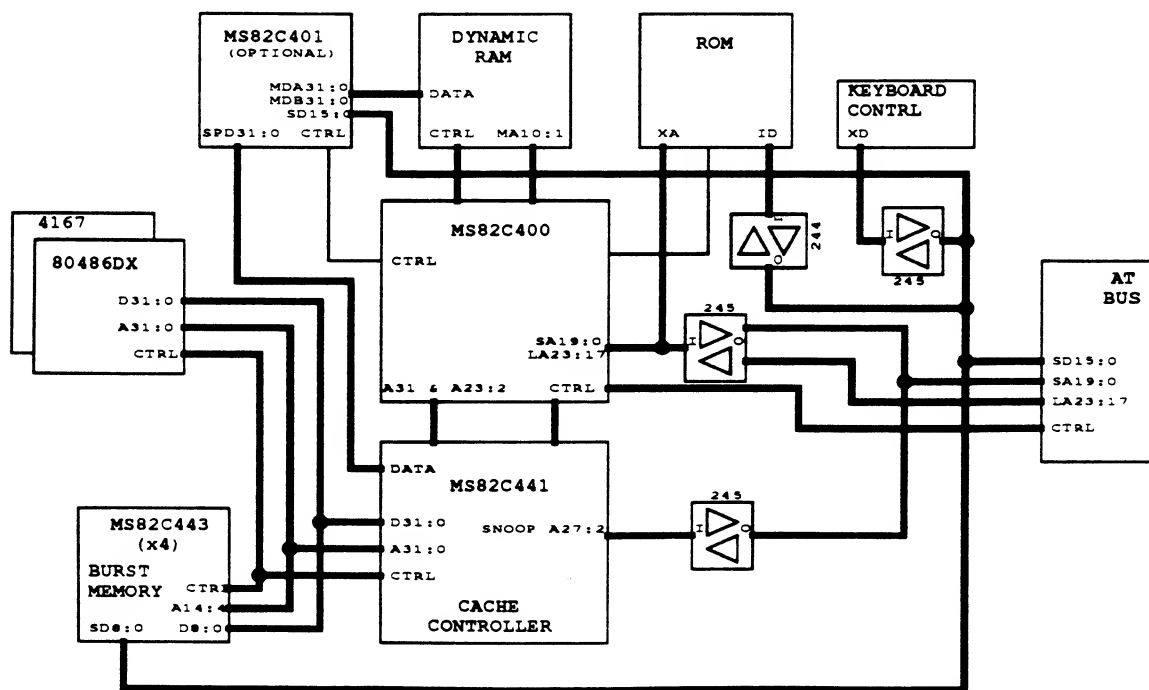 MS82C401
(OPTIONAL)
MDA31:0
MDB31:0
SD15:0
SPD31:0 CTRL
DYNAMIC
RAM
DATA
CTRL MA10:1
ROM
XA ID
KEYBOARD
CONTRL
XD
4167
80486DX
D31:0
A31:0
CTRL
MS82C400
CTRL
SA19:0
LA23:17
A31 & A23:2 CTRL
I
O
244
I
O
245
245
I
O
AT
BUS
SD15:0
SA19:0
LA23:17
CTRL
DATA
MS82C441
D31:0
SNOOP A27:2
A31:0
CTRL
CACHE
CONTROLLER
245
I
O
MS82C443
(x4)
BURST
MEMORY
CTRL
A14:4
SD8:0 D8:0